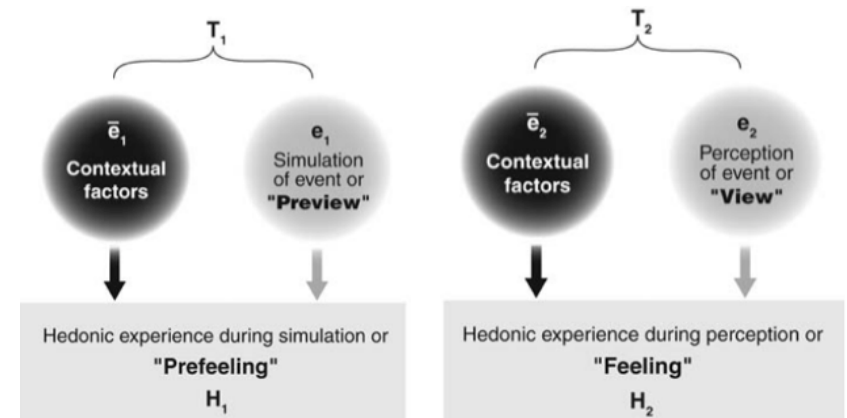 T₁
ē₁
Contextual
factors
e₁
Simulation
of event or
"Preview"
Hedonic experience during simulation or
"Prefeeling"
H₁
T₂
ē₂
Contextual
factors
e₂
Perception
of event or
"View"
Hedonic experience during perception or
"Feeling"
H₂